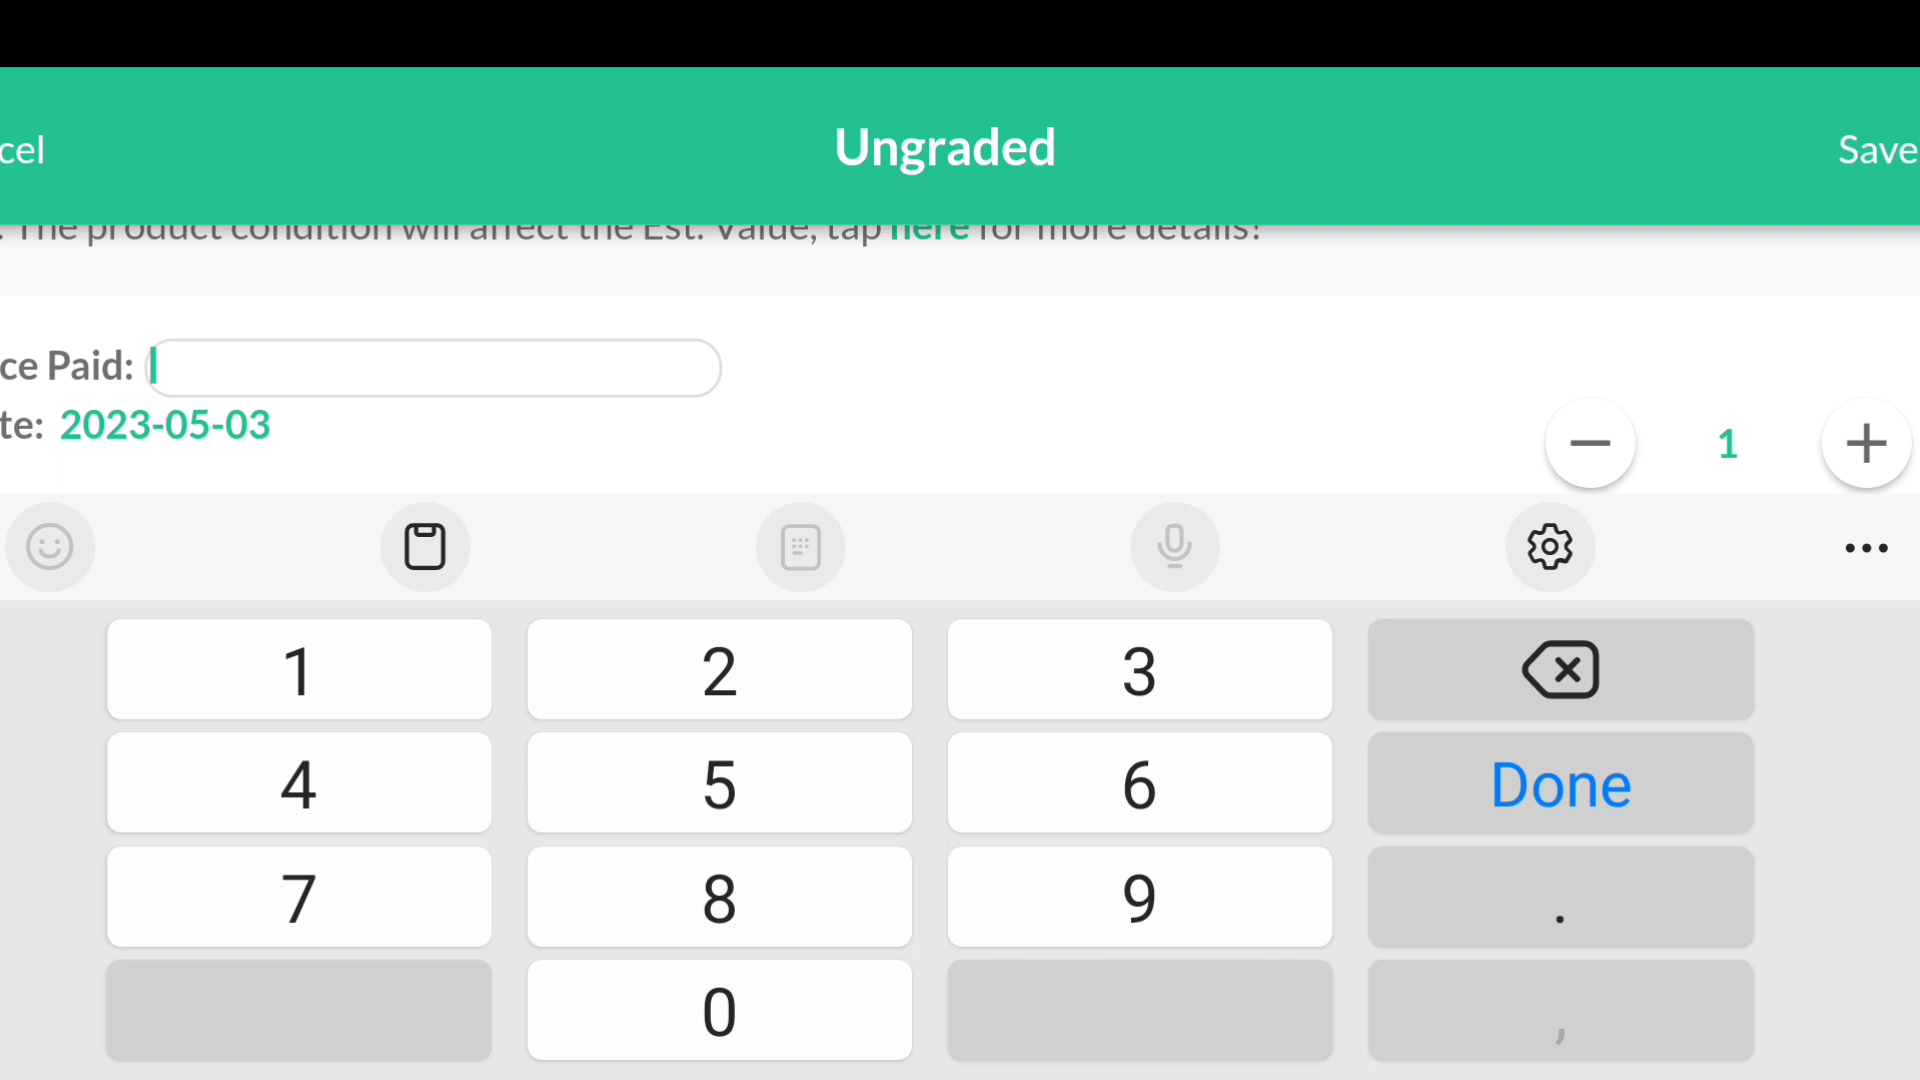 cel Ungraded Save
. The product condition will affect the Est. Value, tap here for more details!
ce Paid:
te: 2023-05-03
1
1 2 3
4 5 6 Done
7 8 9 .
0 ,